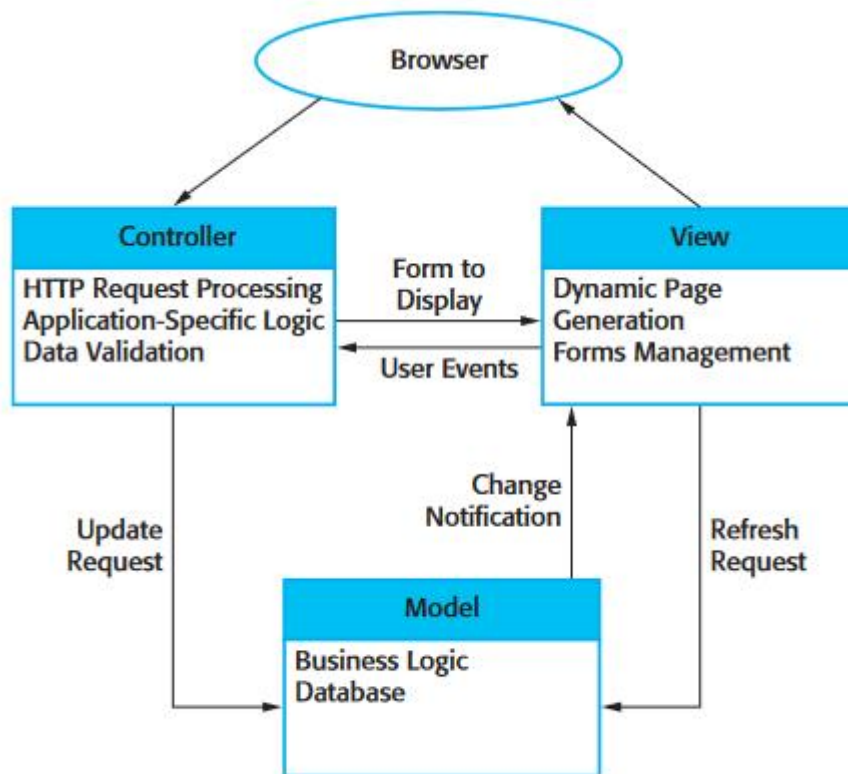 Browser
Controller
HTTP Request Processing
Application-Specific Logic
Data Validation
Form to
Display
User Events
View
Dynamic Page
Generation
Forms Management
Update
Request
Change
Notification
Refresh
Request
Model
Business Logic
Database